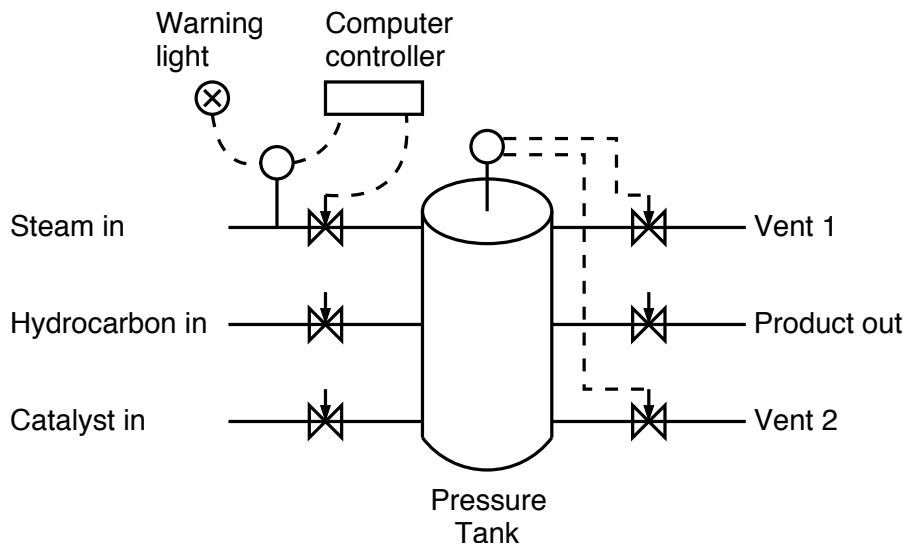 Warning
light
Computer
controller
Steam in
Vent 1
Hydrocarbon in
Product out
Catalyst in
Vent 2
Pressure
Tank